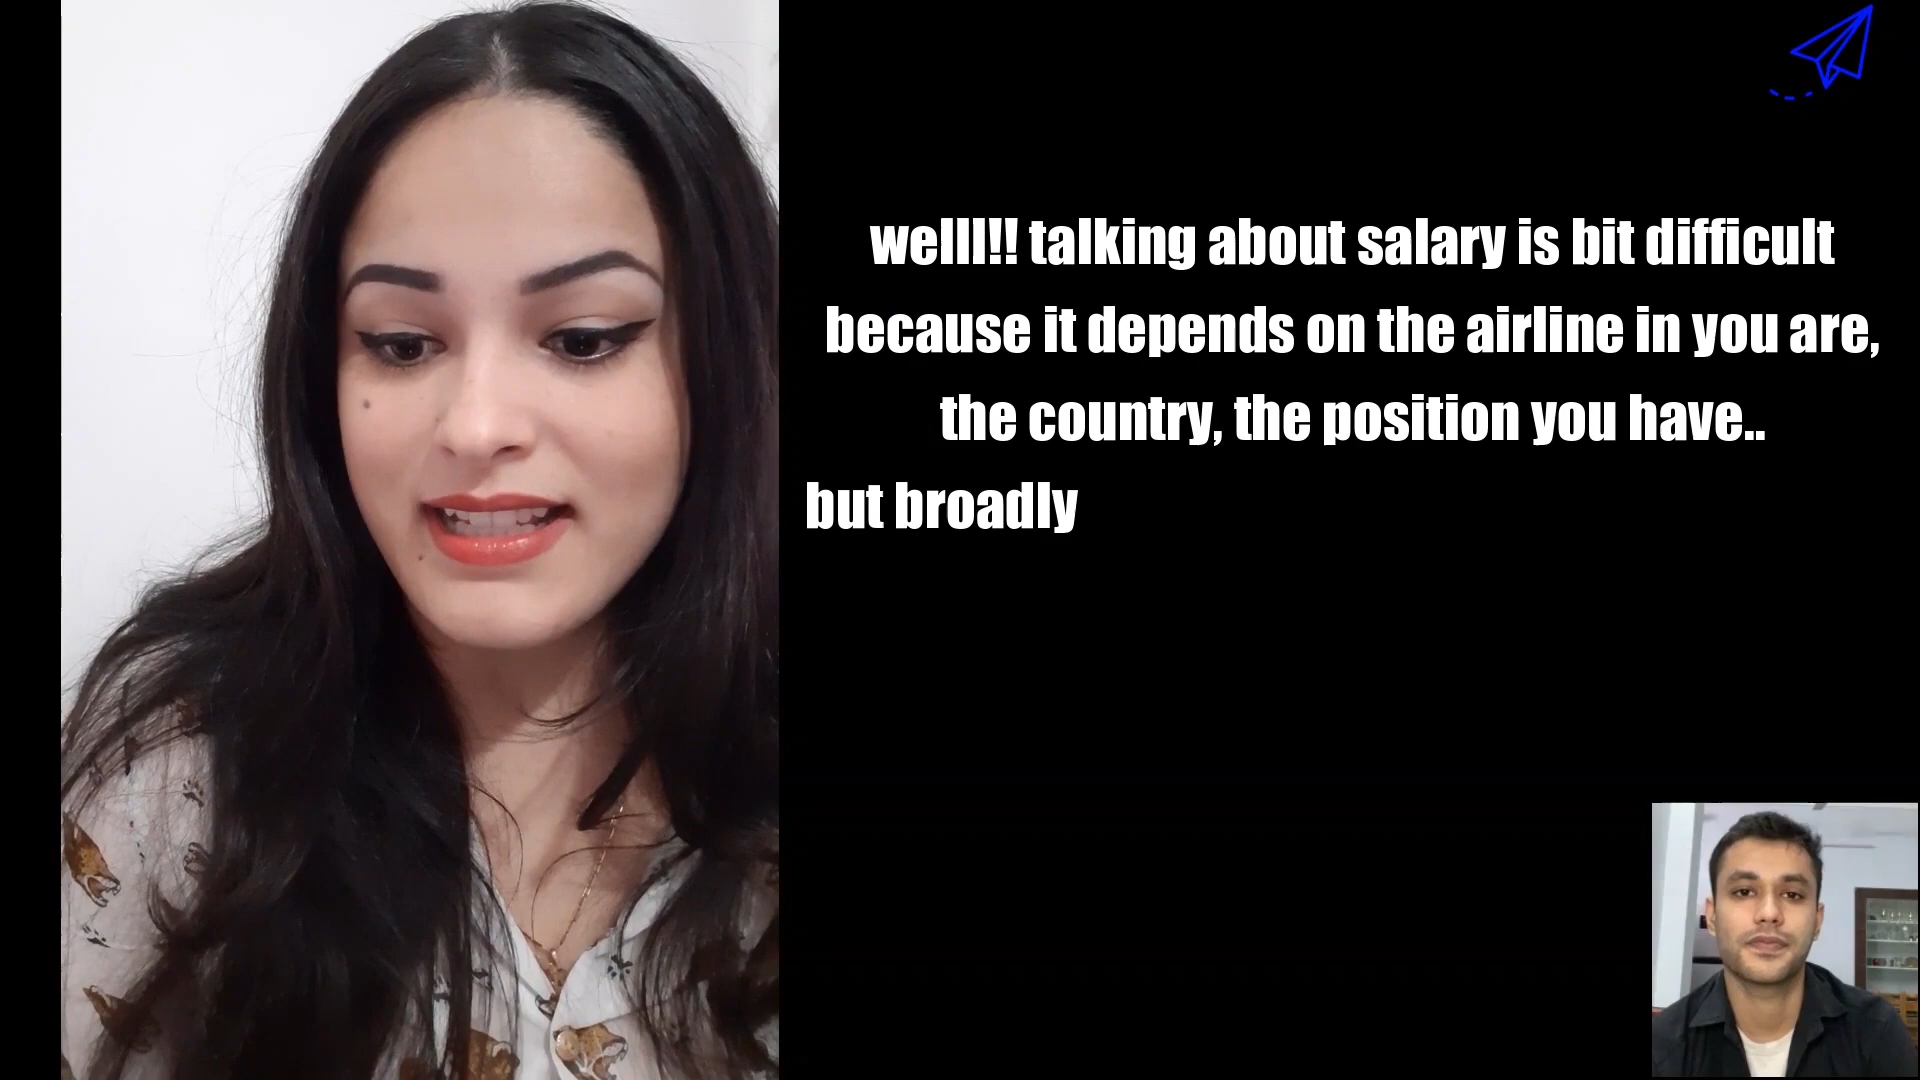 welll!! talking about salary is bit difficult
because it depends on the airline in you are,
the country, the position you have..
but broadly